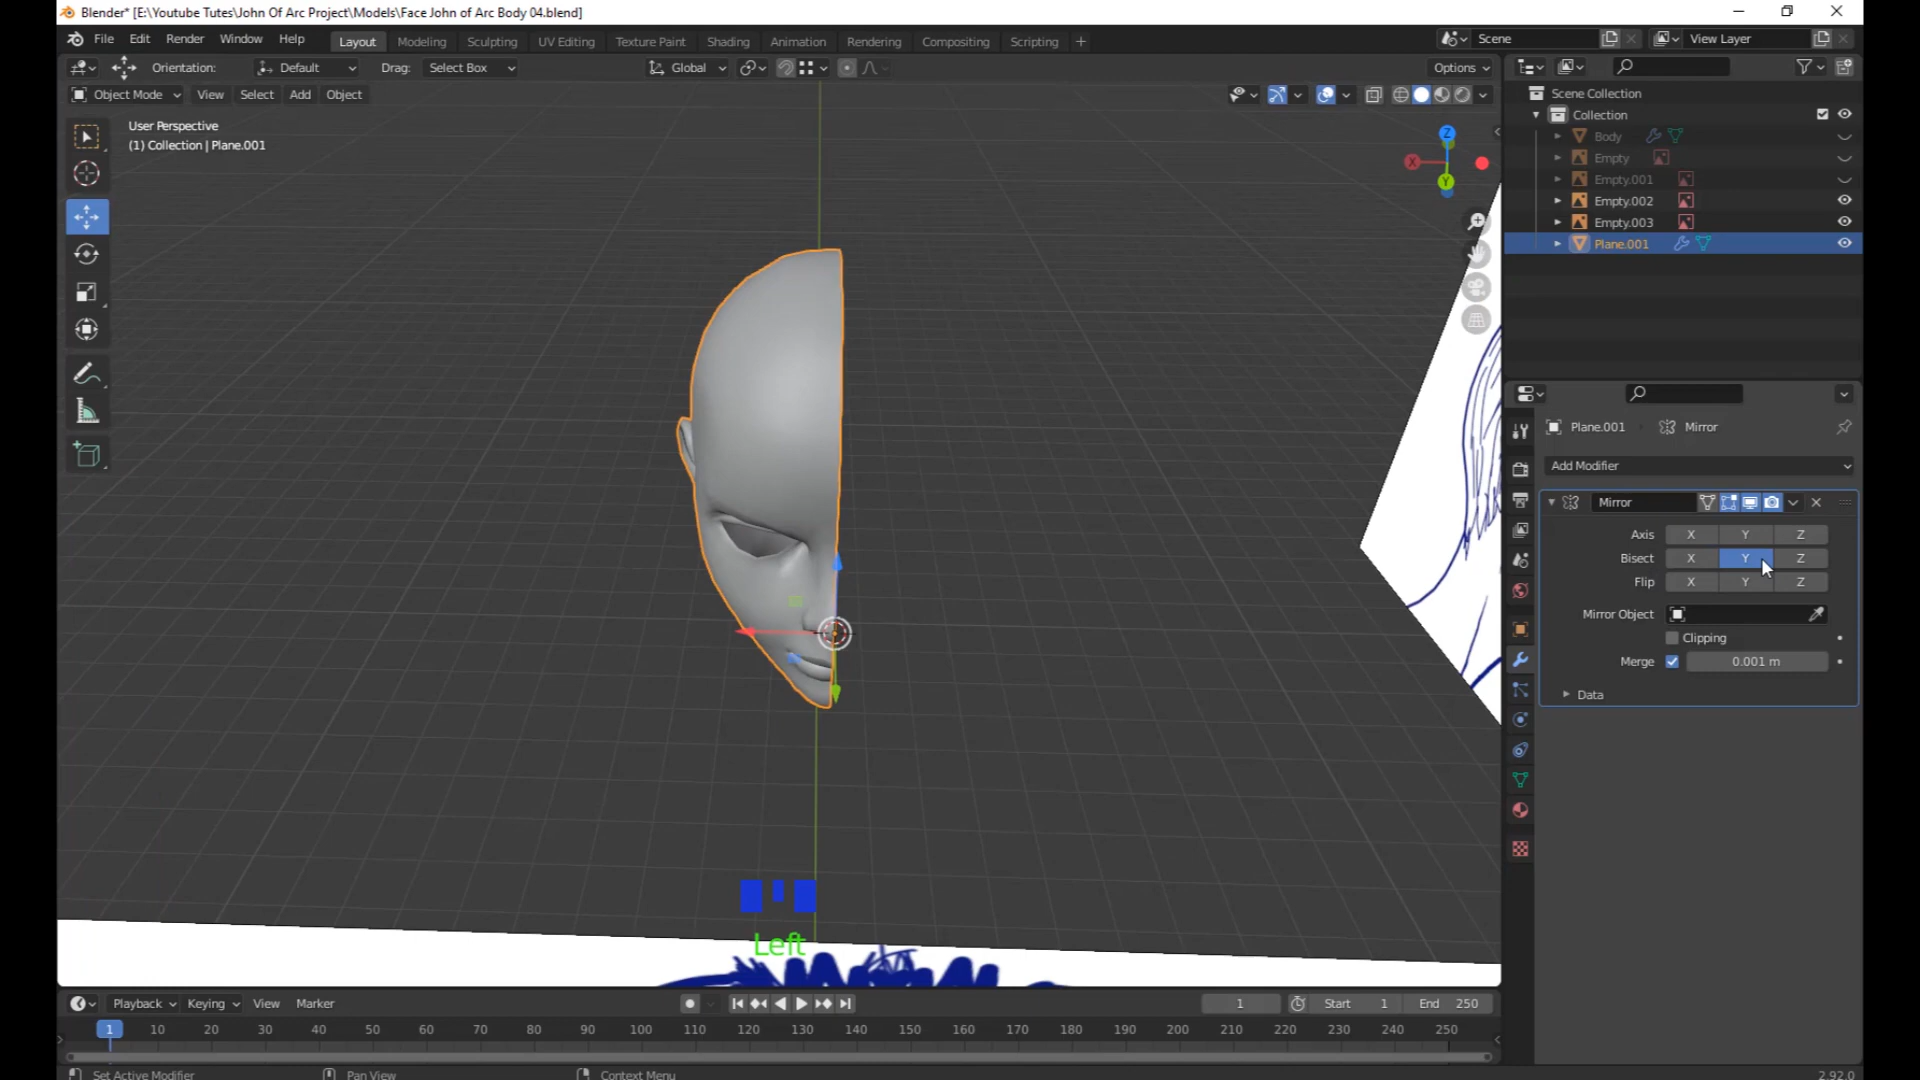 Blender* [E:\Youtube Tutes\John Of Arc Project\Models\Face John of Arc Body 04.blend]
File Edit Render Window Help Layout Modeling Sculpting UV Editing Texture Paint Shading Animation Rendering Compositing Scripting + Scene View Layer
Orientation: Default Drag: Select Box Global Options
Object Mode View Select Add Object
User Perspective
(1) Collection | Plane.001
Z
X
Y
Scene Collection
Collection
Body
Empty
Empty.001
Empty.002
Empty.003
Plane.001
Plane.001 Mirror
Add Modifier
Mirror
Axis X Y Z
Bisect X Y Z
Flip X Y Z
Mirror Object
Clipping
Merge 0.001 m
Data
Left
Playback Keying View Marker 1 Start 1 End 250
1 10 20 30 40 50 60 70 80 90 100 110 120 130 140 150 160 170 180 190 200 210 220 230 240 250
Set Active Modifier Pan View Context Menu 2.92.0